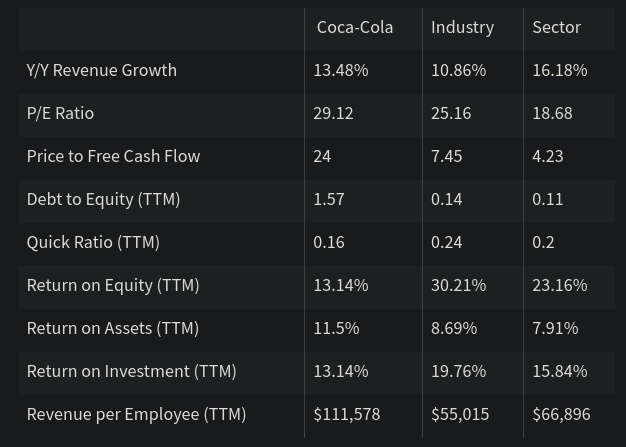 Coca-Cola Industry Sector
Y/Y Revenue Growth 13.48% 10.86% 16.18%
P/E Ratio 29.12 25.16 18.68
Price to Free Cash Flow 24 7.45 4.23
Debt to Equity (TTM) 1.57 0.14 0.11
Quick Ratio (TTM) 0.16 0.24 0.2
Return on Equity (TTM) 13.14% 30.21% 23.16%
Return on Assets (TTM) 11.5% 8.69% 7.91%
Return on Investment (TTM) 13.14% 19.76% 15.84%
Revenue per Employee (TTM) $111,578 $55,015 $66,896